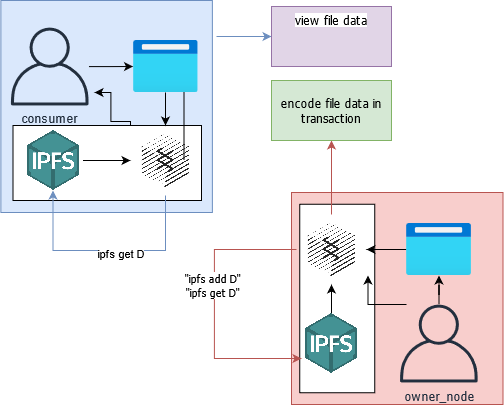 view file data
consumer
encode file data in
transaction
IPFS
ipfs get D
"ipfs add D"
"ipfs get D"
IPFS
owner_node